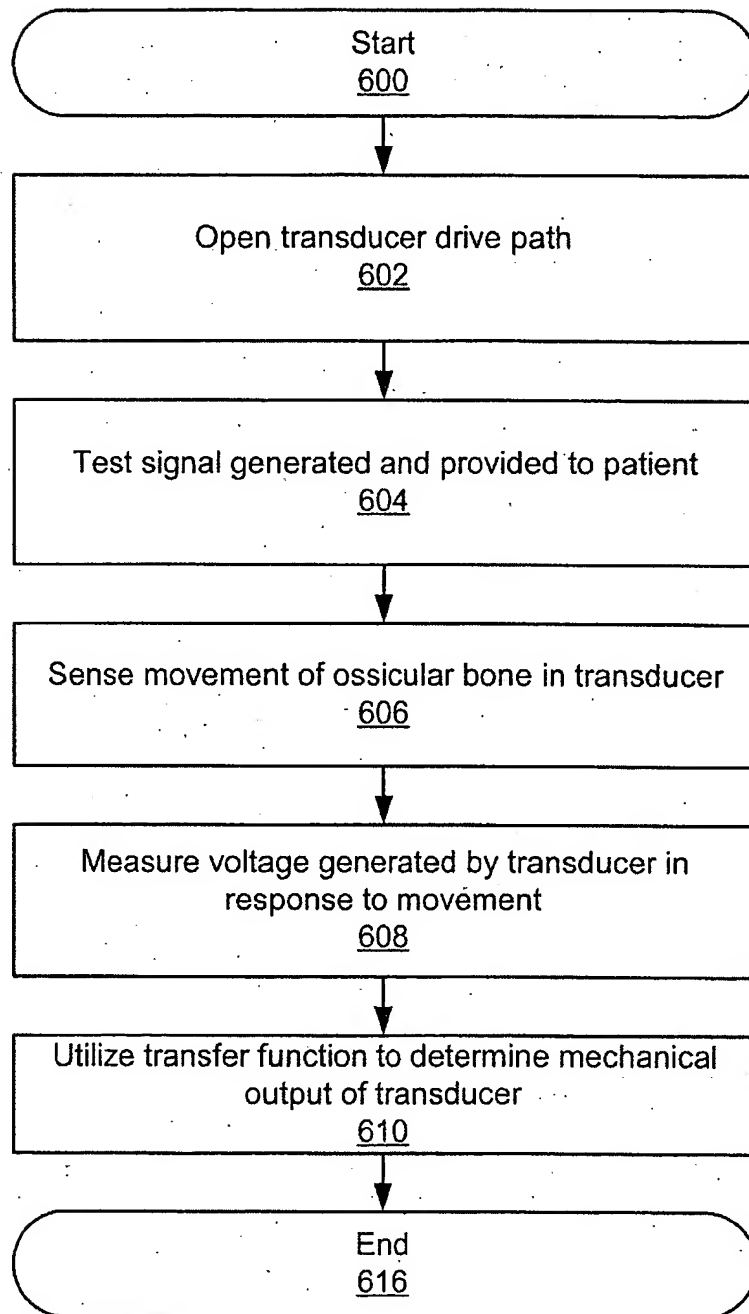 Start
600
Open transducer drive path
602
Test signal generated and provided to patient
604
Sense movement of ossicular bone in transducer
606
Measure voltage generated by transducer in
response to movement
608
Utilize transfer function to determine mechanical
output of transducer
610
End
616